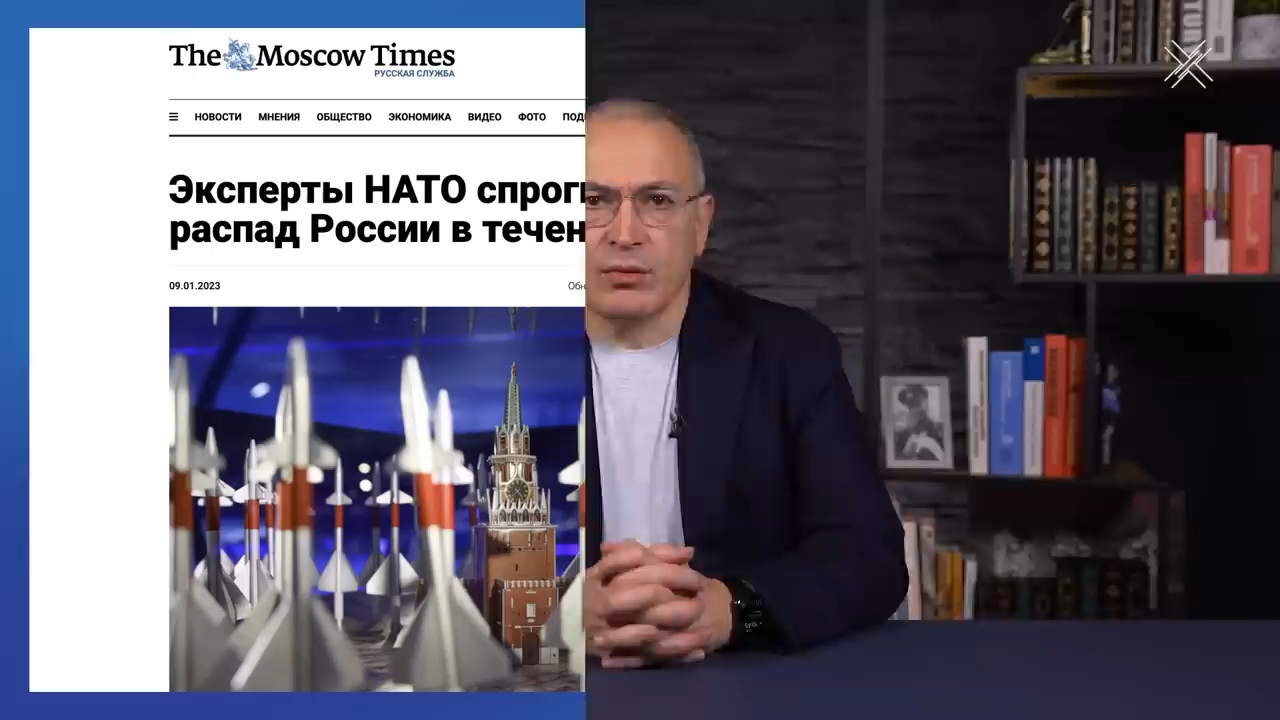 The Moscow Times
РУССКАЯ СЛУЖБА
НОВОСТИ МНЕНИЯ ОБЩЕСТВО ЭКОНОМИКА ВИДЕО ФОТО
Эксперты НАТО
распад России в
09.01.2023